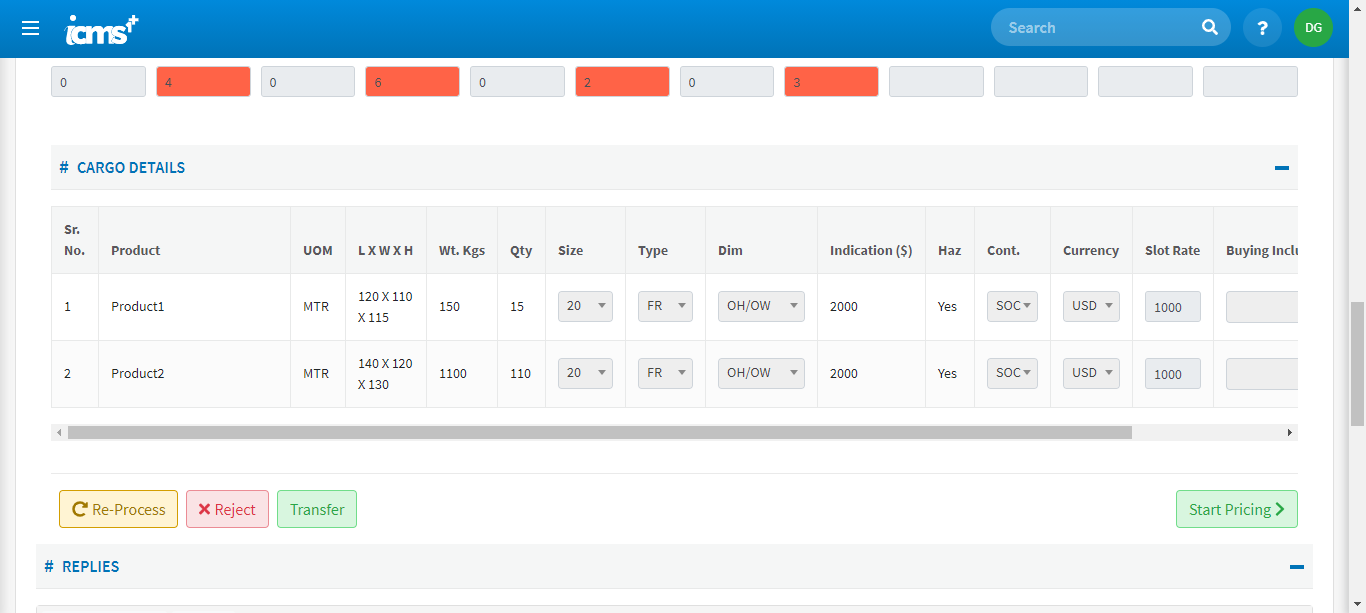 icms+
Search
?
DG
0 4 0 6 0 2 0 3
# CARGO DETAILS
Sr. No. Product UOM L X W X H Wt. Kgs Qty Size Type Dim Indication ($) Haz Cont. Currency Slot Rate Buying Inclu
1 Product1 MTR 120 X 110 X 115 150 15 20 FR OH/OW 2000 Yes SOC USD 1000
2 Product2 MTR 140 X 120 X 130 1100 110 20 FR OH/OW 2000 Yes SOC USD 1000
Re-Process Reject Transfer Start Pricing
# REPLIES